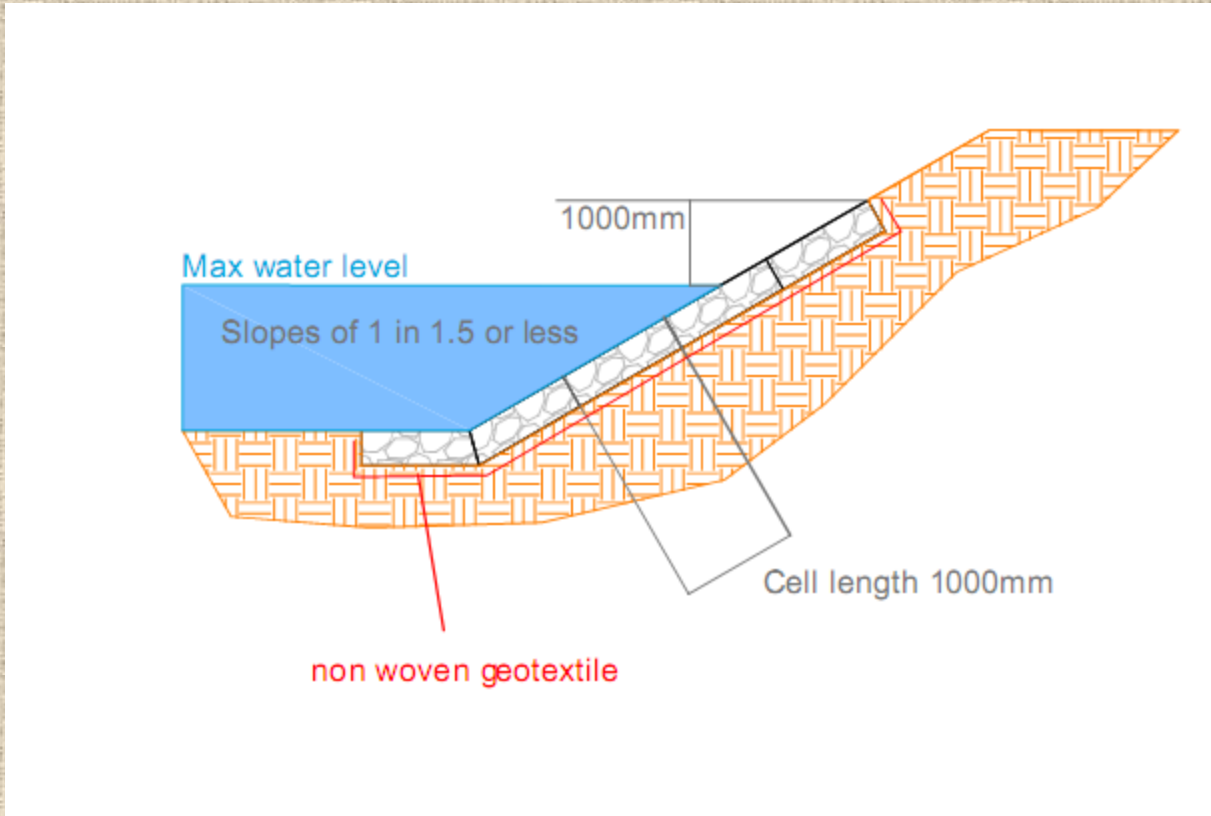 1000mm
Max water level
Slopes of 1 in 1.5 or less
Cell length 1000mm
non woven geotextile